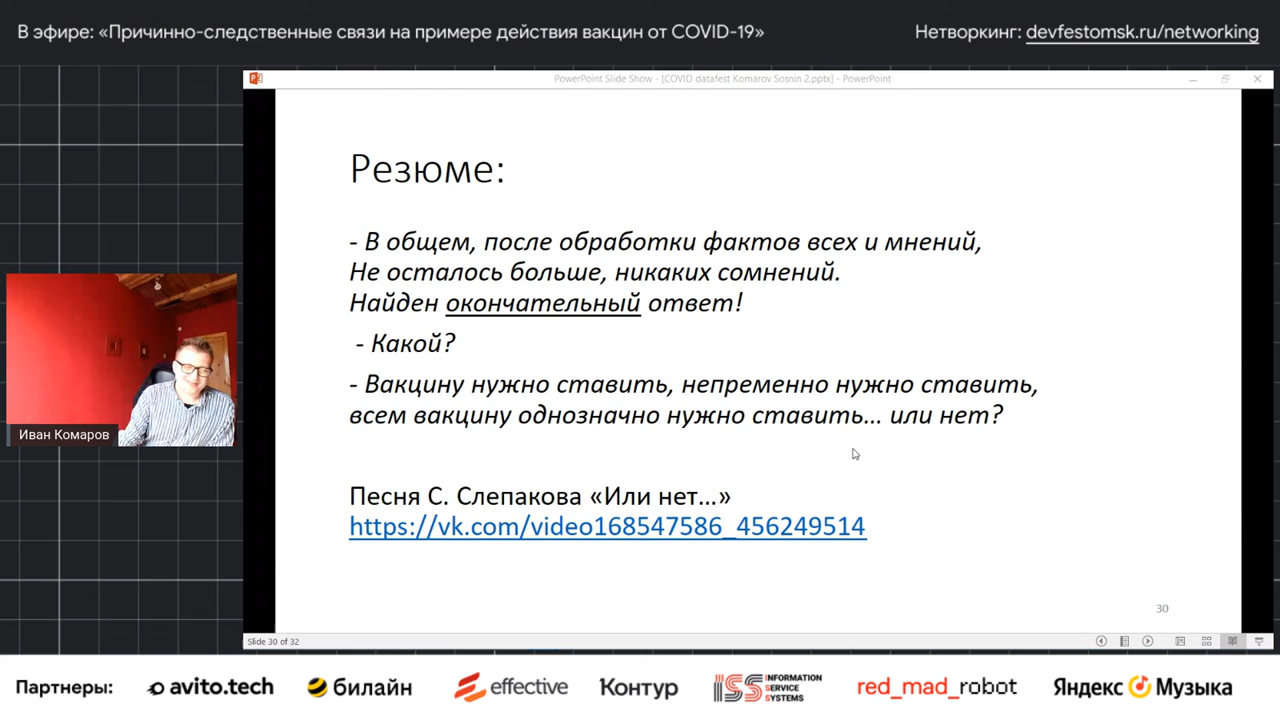 В эфире: «Причинно-следственные связи на примере действия вакцин от COVID-19»
Нетворкинг: devfestomsk.ru/networking
PowerPoint Slide Show - [COVID datafest Komarov Sosnin 2.pptx] - PowerPoint
Резюме:
- В общем, после обработки фактов всех и мнений,
Не осталось больше, никаких сомнений.
Найден окончательный ответ!
- Какой?
- Вакцину нужно ставить, непременно нужно ставить,
всем вакцину однозначно нужно ставить... или нет?
Иван Комаров
Песня С. Слепакова «Или нет...»
https://vk.com/video168547586_456249514
30
Slide 30 of 32
Партнеры:
avito.tech
билайн
effective
Контур
ISS INFORMATION
SERVICE
SYSTEMS
red_mad_robot
Яндекс Музыка